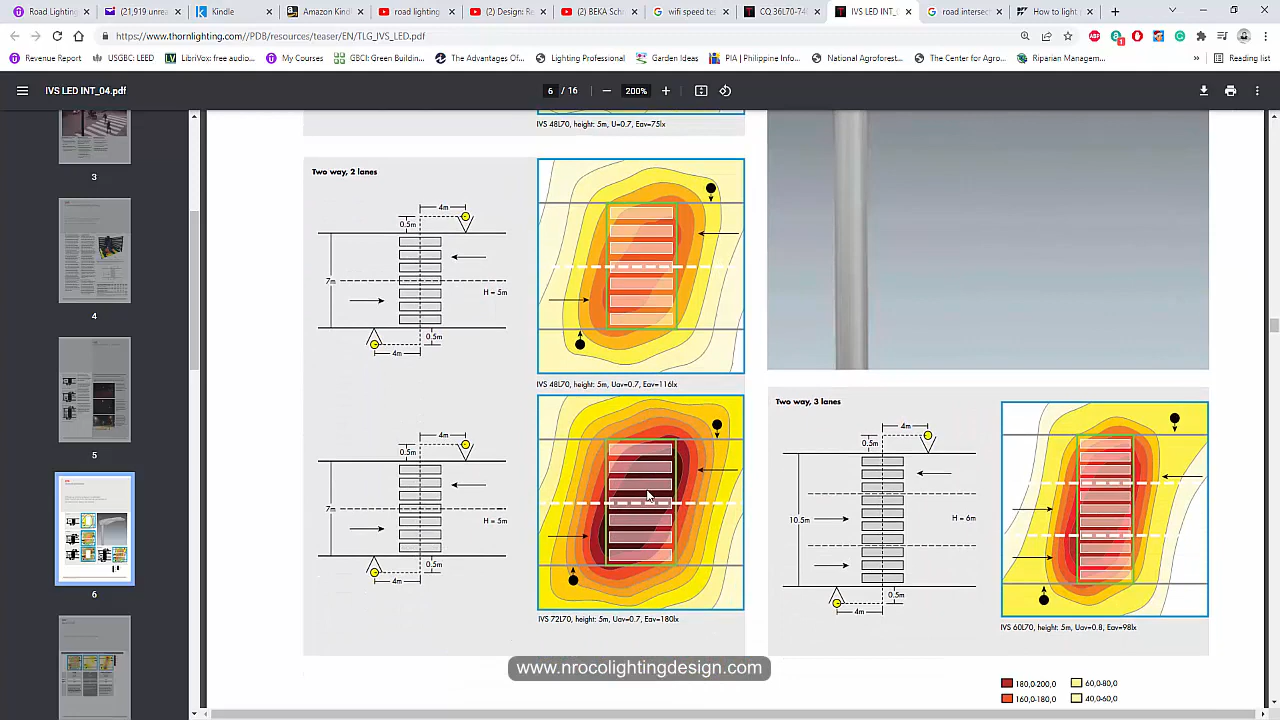 Road Lighting
21,919 unrea
Kindle
Amazon Kindl
road lighting
(2) Design: Re
(2) BEKA Sch
wifi speed tes
CQ 36L70-74
IVS LED INT_0
road intersect
How to light
https://www.thornlighting.com//PDB/resources/teaser/EN/TLG_IVS_LED.pdf
Revenue Report
USGBC: LEED
LibriVox: free audio...
My Courses
GBCI: Green Building...
The Advantages Of...
Lighting Professional
Garden Ideas
PIA | Philippine Info...
National Agroforest...
The Center for Agro...
Riparian Managem...
»
Reading list
IVS LED INT_04.pdf
6 / 16
200%
3
4
5
6
IVS 48L70, height: 5m, U=0.7, Eav=75lx
Two way, 2 lanes
4m
0.5m
7m
H = 5m
0.5m
4m
IVS 48L70, height: 5m, Uav=0.7, Eav=116lx
4m
0.5m
7m
H = 5m
0.5m
4m
IVS 72L70, height: 5m, Uav=0.7, Eav=180lx
Two way, 3 lanes
4m
0.5m
10.5m
H = 6m
0.5m
4m
IVS 60L70, height: 5m, Uav=0.8, Eav=98lx
180,0-200,0
60,0-80,0
160,0-180,0
40,0-60,0
www.nrocolightingdesign.com